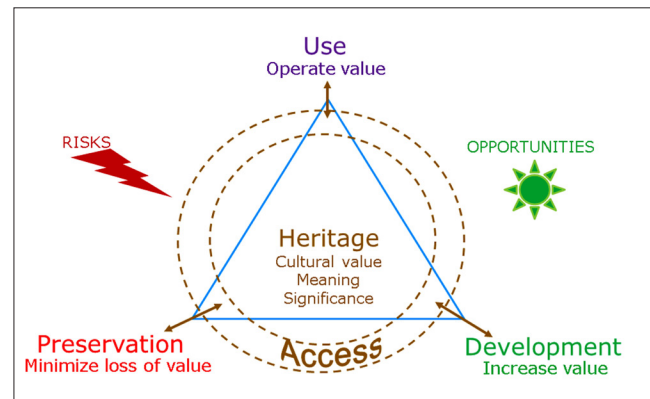 Use
Operate value
RISKS
OPPORTUNITIES
Heritage
Cultural value
Meaning
Significance
Preservation
Minimize loss of value
Access
Development
Increase value